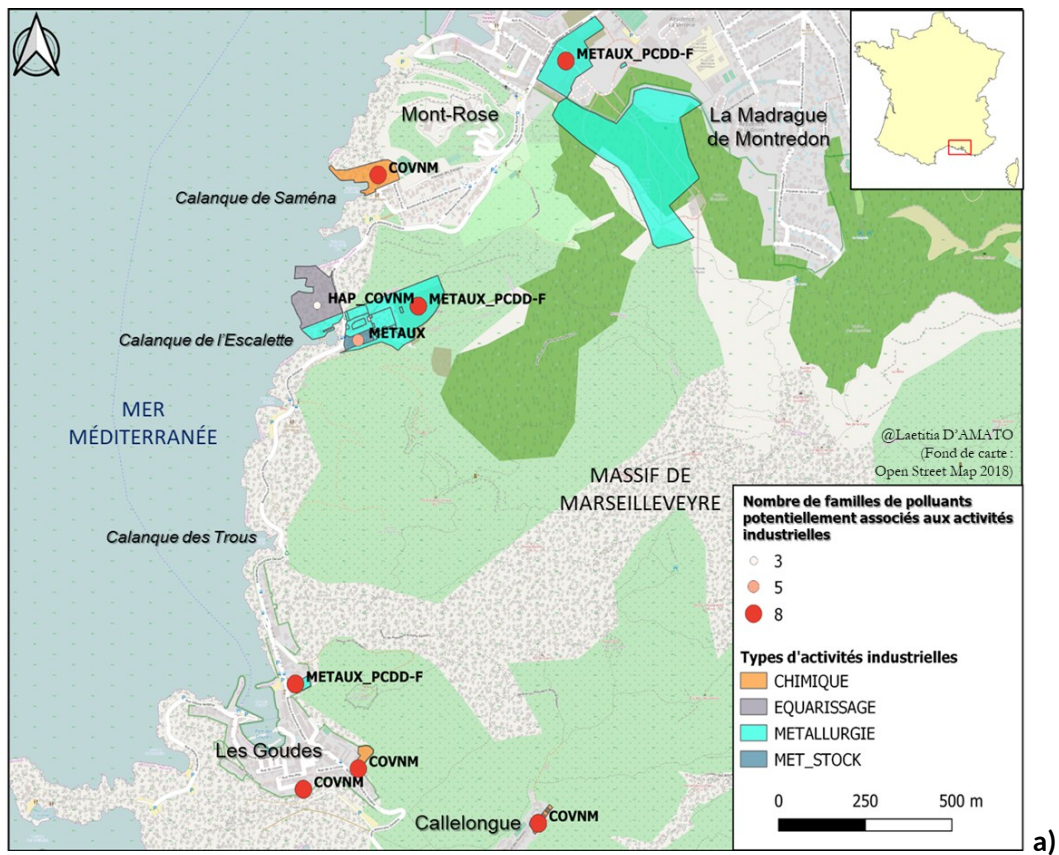 METAUX_PCDD-F
Mont-Rose
La Madrague
de Montredon
COVNM
Calanque de Saména
HAP_COVNM
METAUX_PCDD-F
METAUX
Calanque de l'Escalette
MER
MÉDITERRANÉE
@Laetitia D'AMATO
(Fond de carte :
Open Street Map 2018)
MASSIF DE
MARSEILLEVEYRE
Calanque des Trous
METAUX_PCDD-F
Les Goudes
COVNM
COVNM
Callelongue
COVNM
Nombre de familles de polluants
potentiellement associés aux activités
industrielles
3
5
8
Types d'activités industrielles
CHIMIQUE
EQUARISSAGE
METALLURGIE
MET_STOCK
0 250 500 m
a)